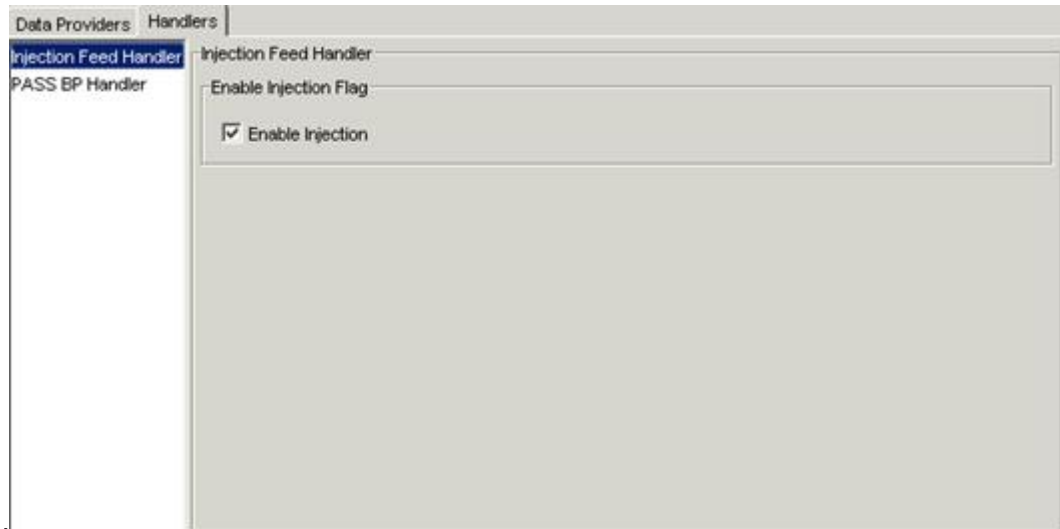 Data Providers Handlers
Injection Feed Handler
PASS BP Handler
Injection Feed Handler
Enable Injection Flag
Enable Injection